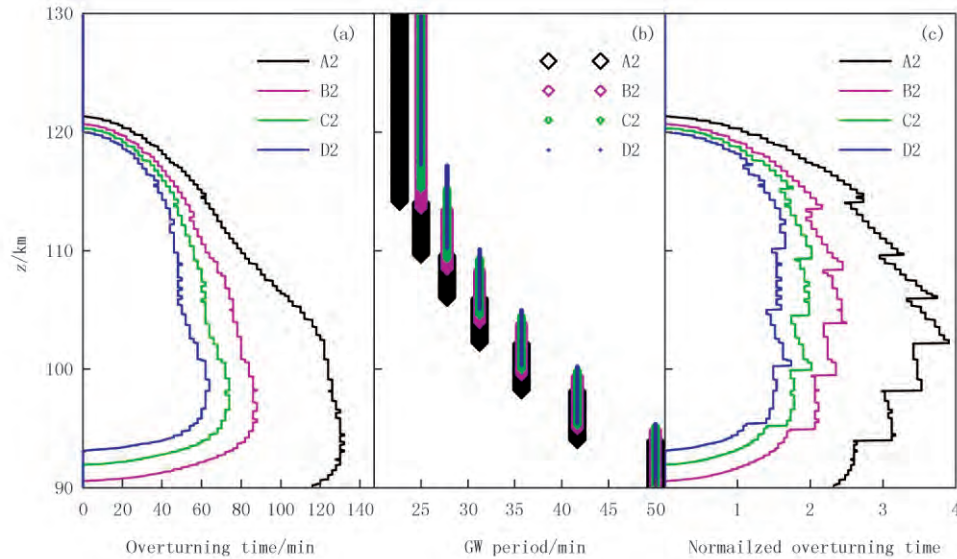 130
120
110
100
90
z/km
(a)
A2
B2
C2
D2
0 20 40 60 80 100 120 140
Overturning time/min
(b)
A2
B2
C2
D2
25 30 35 40 45 50
GW period/min
(c)
A2
B2
C2
D2
1 2 3 4
Normailzed overturning time